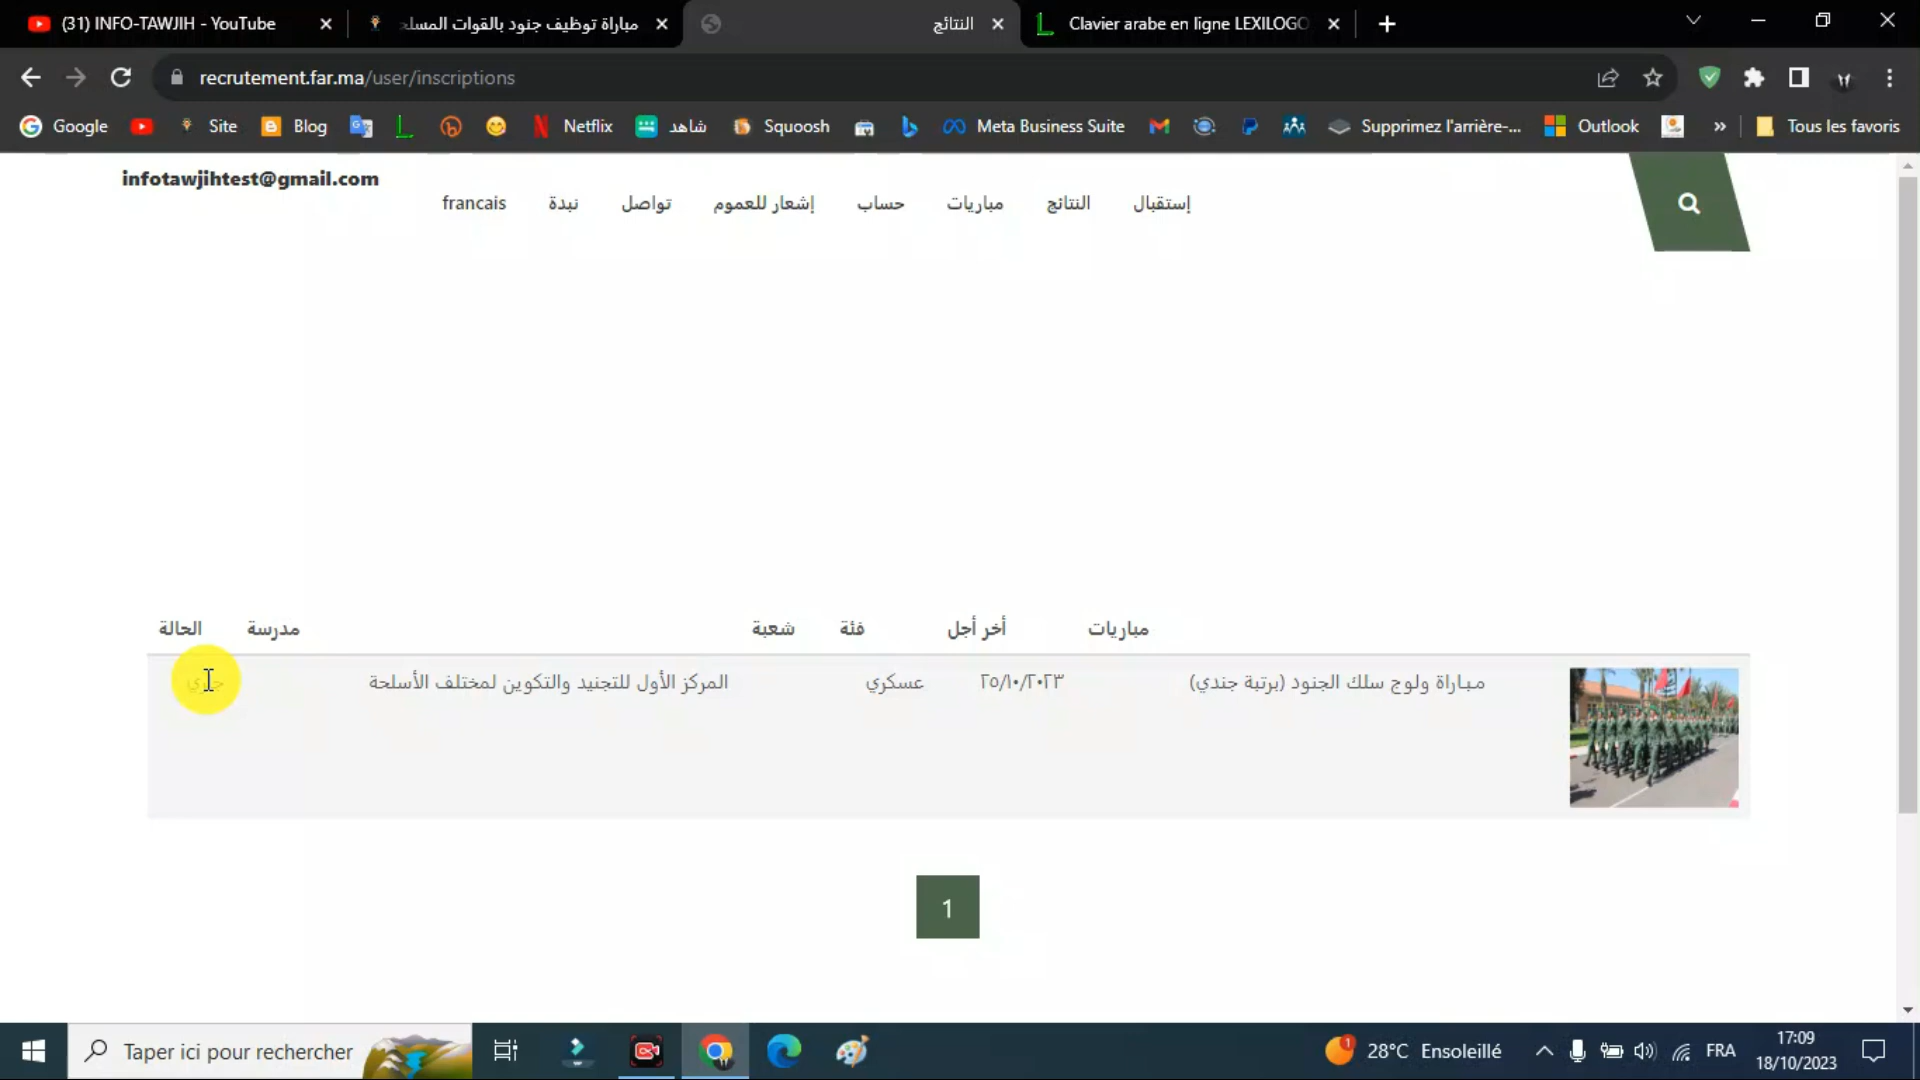 (31) INFO-TAWJIH - YouTube
مباراة توظيف جنود بالقوات المسلح
النتائج
Clavier arabe en ligne LEXILOGO
recrutement.far.ma/user/inscriptions
Google
Site
Blog
Netflix
شاهد
Squoosh
Meta Business Suite
Supprimez l'arrière-...
Outlook
»
Tous les favoris
infotawjihtest@gmail.com
إستقبال
النتائج
مباريات
حساب
إشعار للعموم
تواصل
نبدة
francais
مباريات
أخر أجل
فئة
شعبة
مدرسة
الحالة
مباراة ولوج سلك الجنود (برتبة جندي)
٢٥/١٠/٢٠٢٣
عسكري
المركز الأول للتجنيد والتكوين لمختلف الأسلحة
جاري
1
Taper ici pour rechercher
1
28°C Ensoleillé
FRA
17:09
18/10/2023